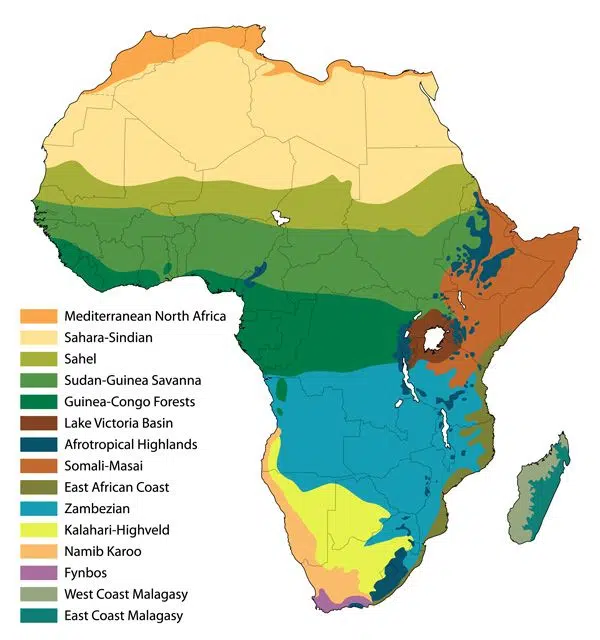 Mediterranean North Africa
Sahara-Sindian
Sahel
Sudan-Guinea Savanna
Guinea-Congo Forests
Lake Victoria Basin
Afrotropical Highlands
Somali-Masai
East African Coast
Zambezian
Kalahari-Highveld
Namib Karoo
Fynbos
West Coast Malagasy
East Coast Malagasy